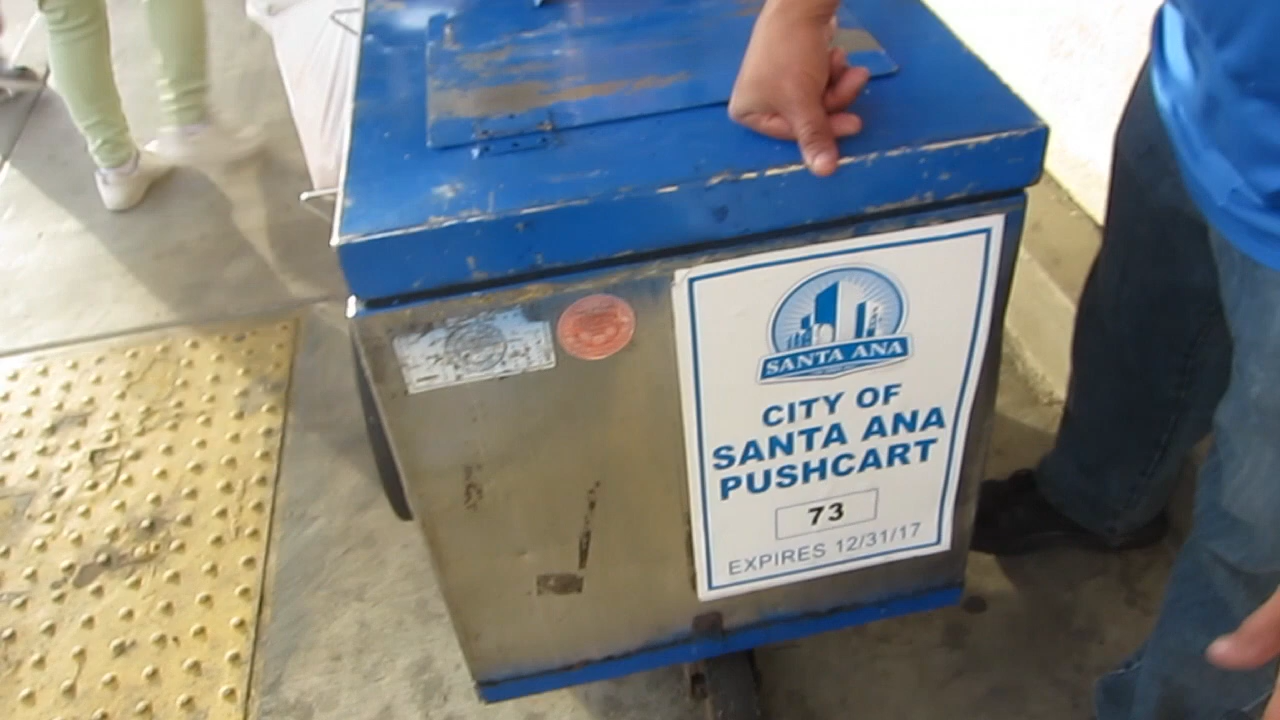 SANTA ANA
CITY OF
SANTA ANA
PUSHCART
73
EXPIRES 12/31/17